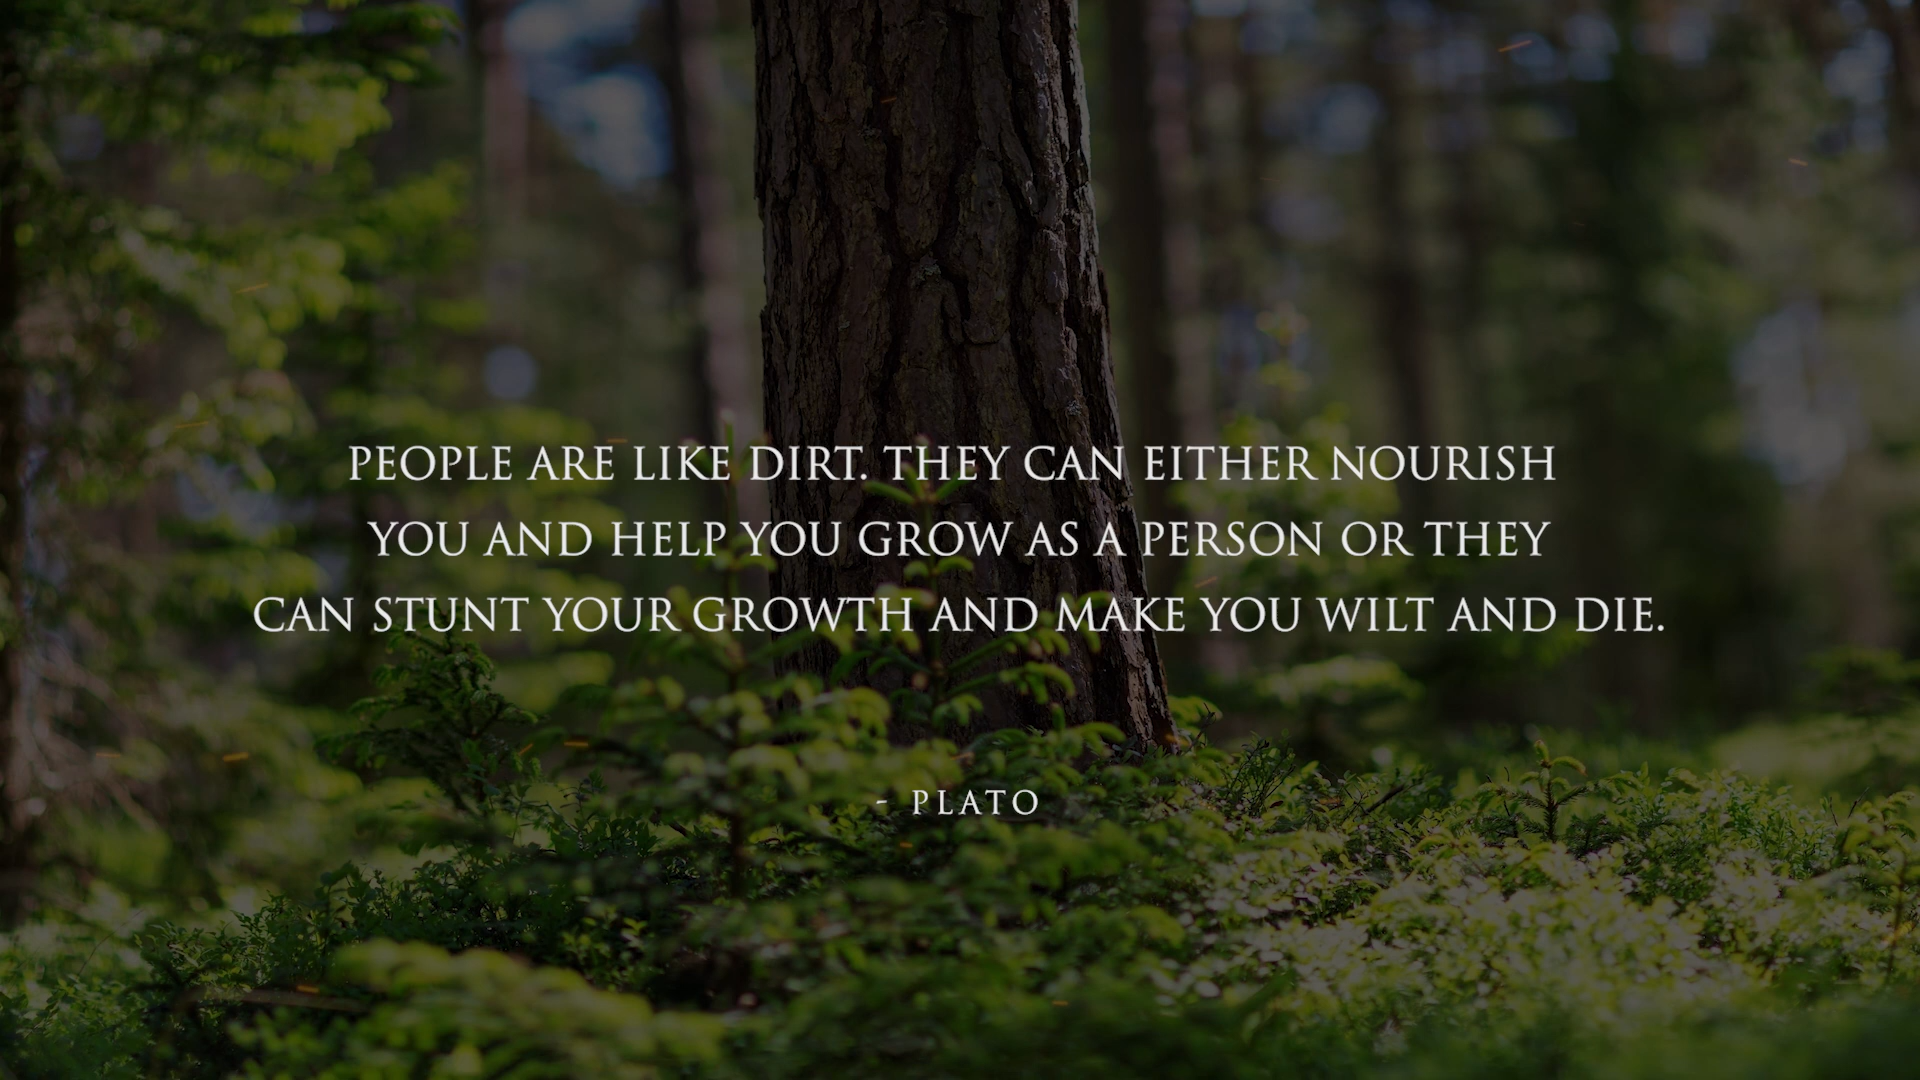 PEOPLE ARE LIKE DIRT. THEY CAN EITHER NOURISH
YOU AND HELP YOU GROW AS A PERSON OR THEY
CAN STUNT YOUR GROWTH AND MAKE YOU WILT AND DIE.
- PLATO